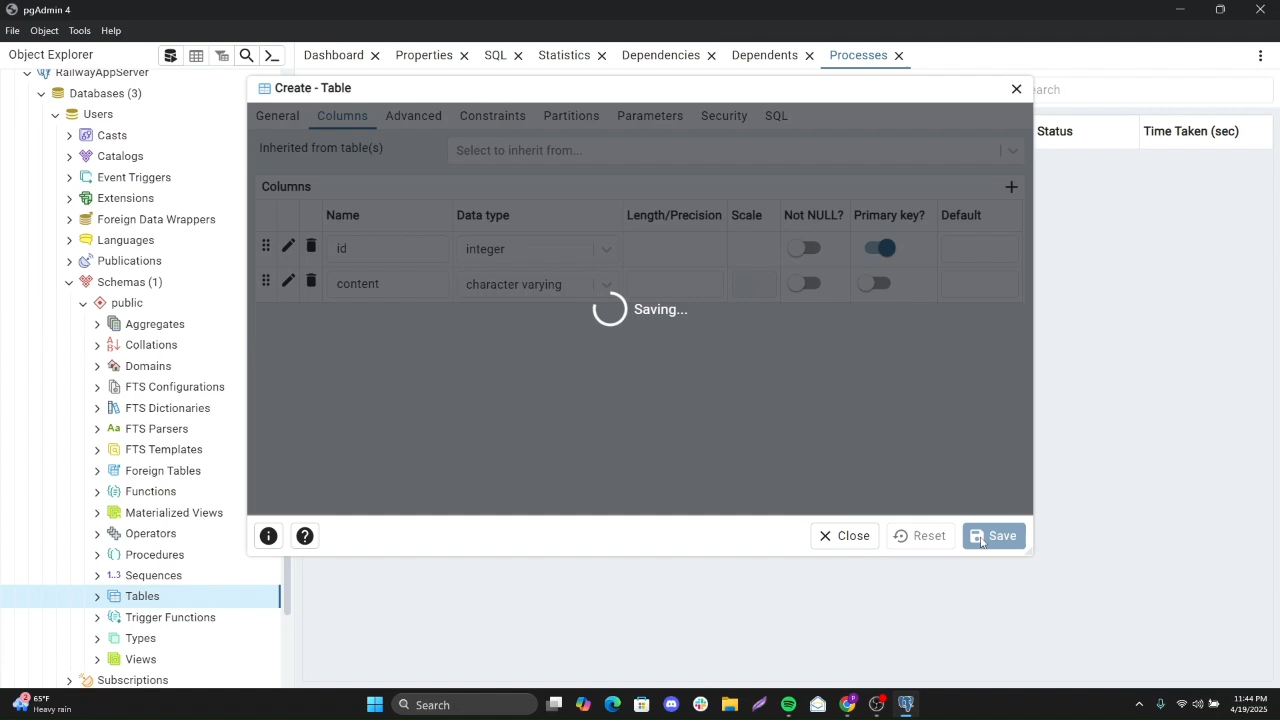 pgAdmin 4
File Object Tools Help
Object Explorer
Dashboard Properties SQL Statistics Dependencies Dependents Processes
RailwayAppServer
Databases (3)
Users
Casts
Catalogs
Event Triggers
Extensions
Foreign Data Wrappers
Languages
Publications
Schemas (1)
public
Aggregates
Collations
Domains
FTS Configurations
FTS Dictionaries
Aa FTS Parsers
FTS Templates
Foreign Tables
Functions
Materialized Views
Operators
Procedures
1..3 Sequences
Tables
Trigger Functions
Types
Views
Subscriptions
Create - Table
General Columns Advanced Constraints Partitions Parameters Security SQL
Inherited from table(s) Select to inherit from...
Columns
Name Data type Length/Precision Scale Not NULL? Primary key? Default
id integer
content character varying
Saving...
Close Reset Save
earch
Status Time Taken (sec)
2
65°F
Heavy rain
Search
11:44 PM
4/19/2025